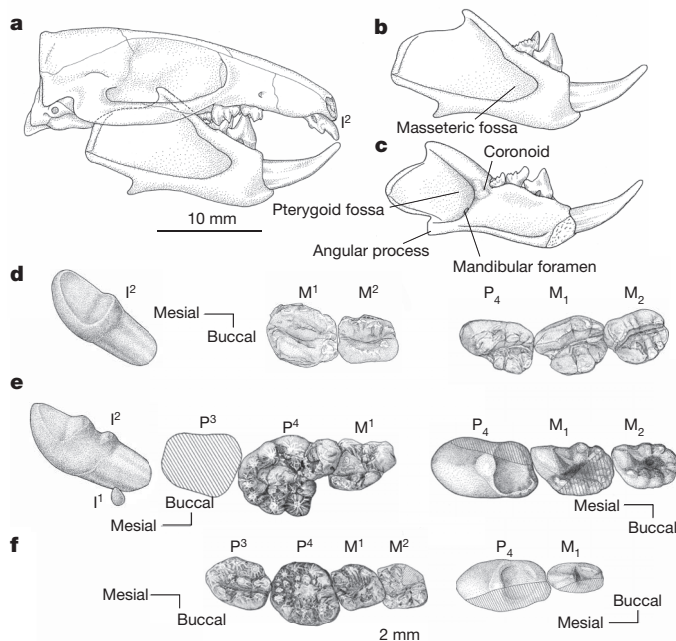 a
I²
10 mm
b
Masseteric fossa
c
Coronoid
Pterygoid fossa
Angular process
Mandibular foramen
d
I²
Mesial
Buccal
M¹
M²
P₄
M₁
M₂
e
I²
I¹
P³
P⁴
M¹
Buccal
Mesial
P₄
M₁
M₂
Mesial
Buccal
f
Mesial
Buccal
P³
P⁴
M¹
M²
2 mm
P₄
M₁
Buccal
Mesial